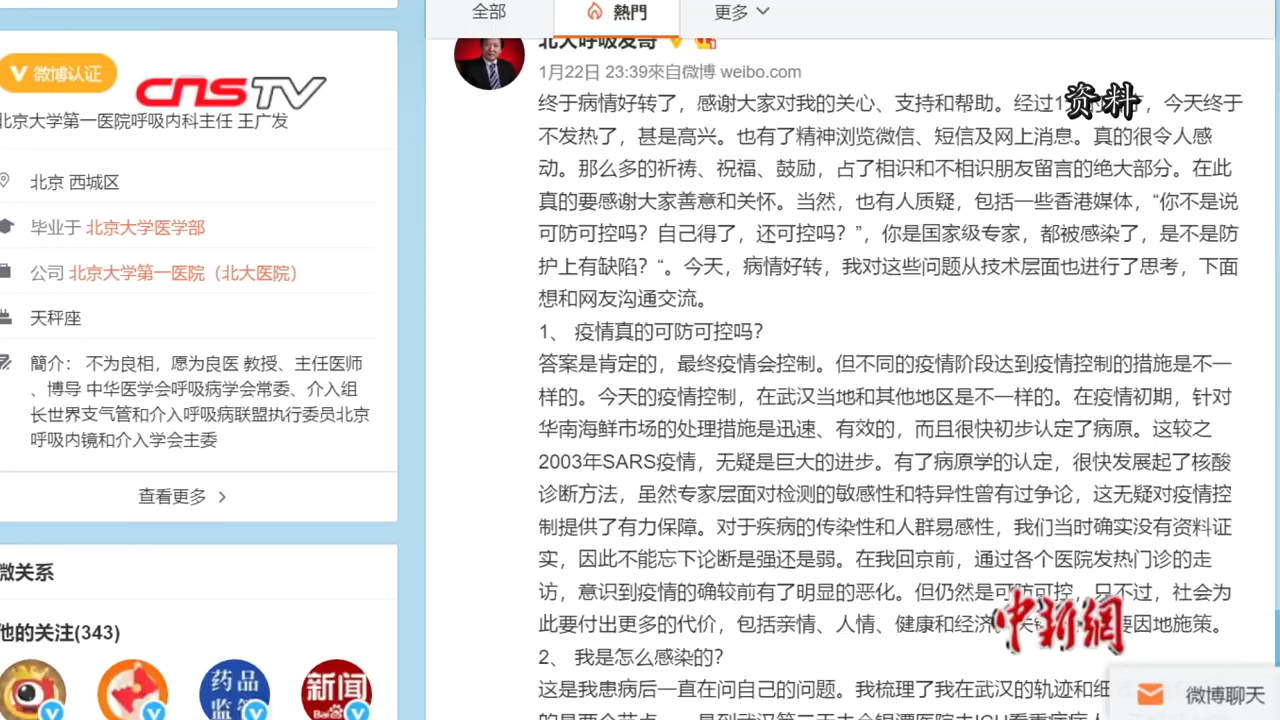 全部
熱門
更多
微博认证
CNSTV
北京大学第一医院呼吸内科主任 王广发
北京 西城区
毕业于 北京大学医学部
公司 北京大学第一医院（北大医院）
天秤座
簡介： 不为良相，愿为良医 教授、主任医师
、博导 中华医学会呼吸病学会常委、介入组
长世界支气管和介入呼吸病联盟执行委员北京
呼吸内镜和介入学会主委
查看更多
微关系
他的关注(343)
药品
监
新闻
Bai
北大呼吸发哥
1月22日 23:39來自微博 weibo.com
资料
终于病情好转了，感谢大家对我的关心、支持和帮助。经过1 ，今天终于
不发热了，甚是高兴。也有了精神浏览微信、短信及网上消息。真的很令人感
动。那么多的祈祷、祝福、鼓励，占了相识和不相识朋友留言的绝大部分。在此
真的要感谢大家善意和关怀。当然，也有人质疑，包括一些香港媒体，“你不是说
可防可控吗？自己得了，还可控吗？”，你是国家级专家，都被感染了，是不是防
护上有缺陷？“。今天，病情好转，我对这些问题从技术层面也进行了思考，下面
想和网友沟通交流。
1、 疫情真的可防可控吗？
答案是肯定的，最终疫情会控制。但不同的疫情阶段达到疫情控制的措施是不一
样的。今天的疫情控制，在武汉当地和其他地区是不一样的。在疫情初期，针对
华南海鲜市场的处理措施是迅速、有效的，而且很快初步认定了病原。这较之
2003年SARS疫情，无疑是巨大的进步。有了病原学的认定，很快发展起了核酸
诊断方法，虽然专家层面对检测的敏感性和特异性曾有过争论，这无疑对疫情控
制提供了有力保障。对于疾病的传染性和人群易感性，我们当时确实没有资料证
实，因此不能忘下论断是强还是弱。在我回京前，通过各个医院发热门诊的走
访，意识到疫情的确较前有了明显的恶化。但仍然是可防可控，只不过，社会为
此要付出更多的代价，包括亲情、人情、健康和经济 关 要因地施策。
中新網
2、 我是怎么感染的？
这是我患病后一直在问自己的问题。我梳理了我在武汉的轨迹和细
微博聊天